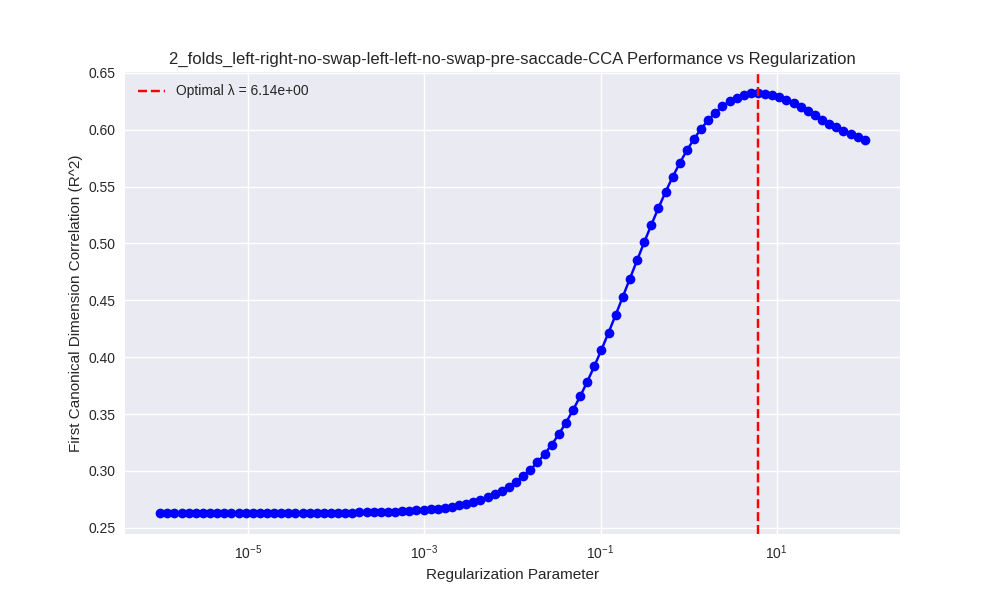 2_folds_left-right-no-swap-left-left-no-swap-pre-saccade-CCA Performance vs Regularization
Optimal λ = 6.14e+00
First Canonical Dimension Correlation (R^2)
0.65
0.60
0.55
0.50
0.45
0.40
0.35
0.30
0.25
10⁻⁵ 10⁻³ 10⁻¹ 10¹
Regularization Parameter